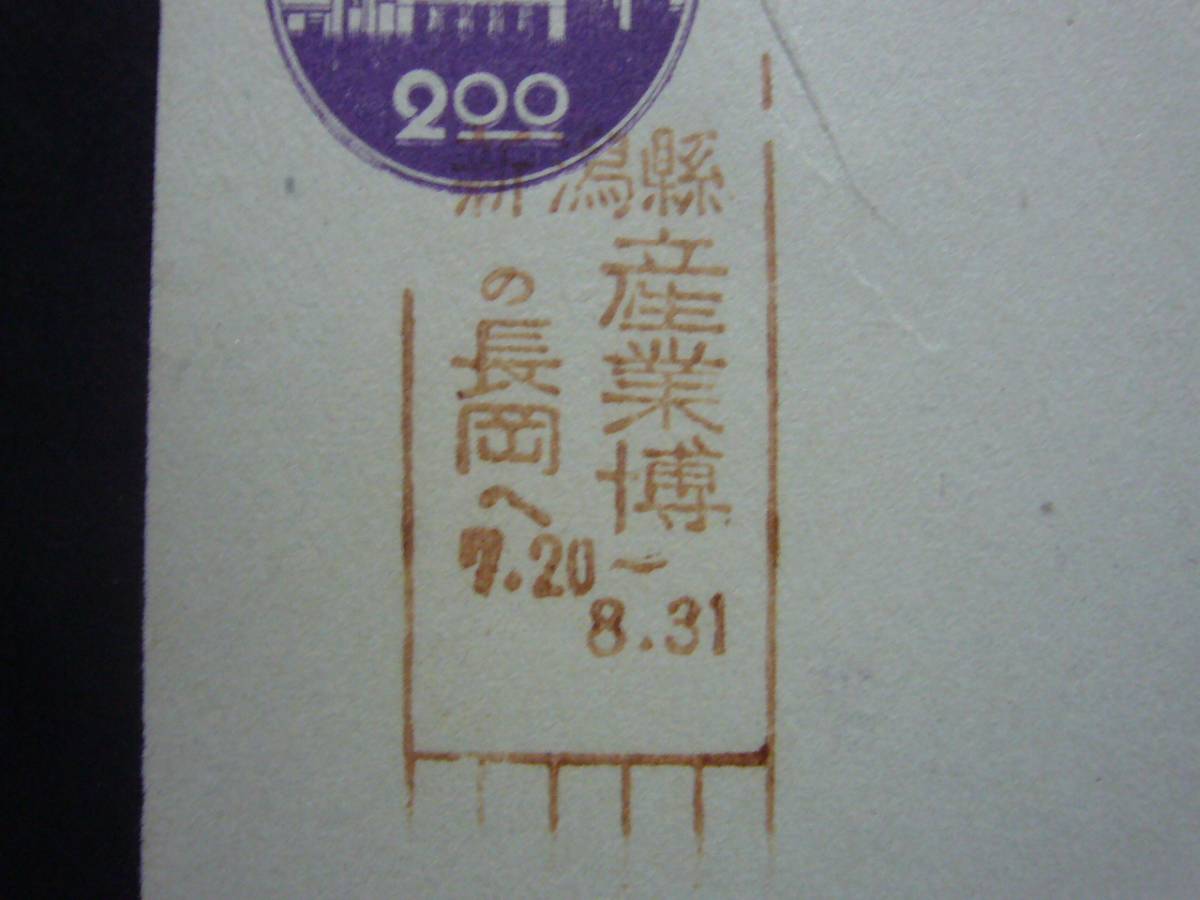 2.00
新潟縣
産業博
の長岡へ
7.20～
8.31